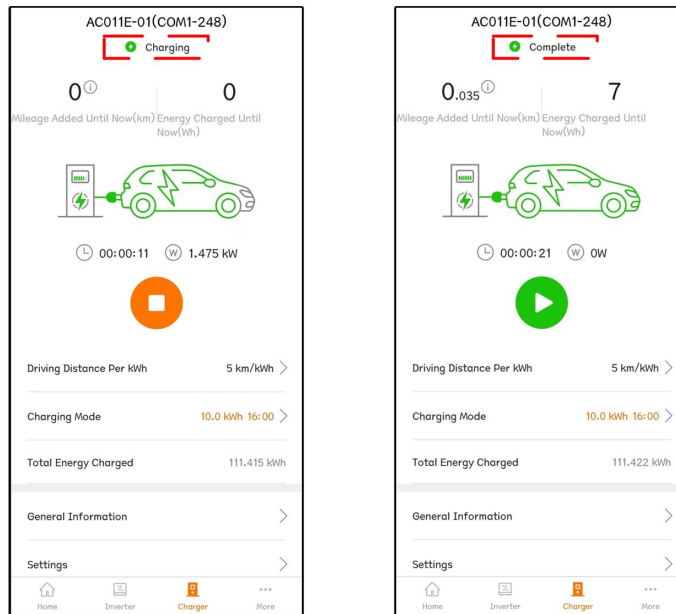 AC011E-01(COM1-248)
Charging
0
0
Mileage Added Until Now(km)
Energy Charged Until
Now(Wh)
00:00:11
W
1.475 kW
Driving Distance Per kWh
5 km/kWh
Charging Mode
10.0 kWh 16:00
Total Energy Charged
111.415 kWh
General Information
Settings
Home
Inverter
Charger
More
AC011E-01(COM1-248)
Complete
0.035
7
Mileage Added Until Now(km)
Energy Charged Until
Now(Wh)
00:00:21
W
0W
Driving Distance Per kWh
5 km/kWh
Charging Mode
10.0 kWh 16:00
Total Energy Charged
111.422 kWh
General Information
Settings
Home
Inverter
Charger
More